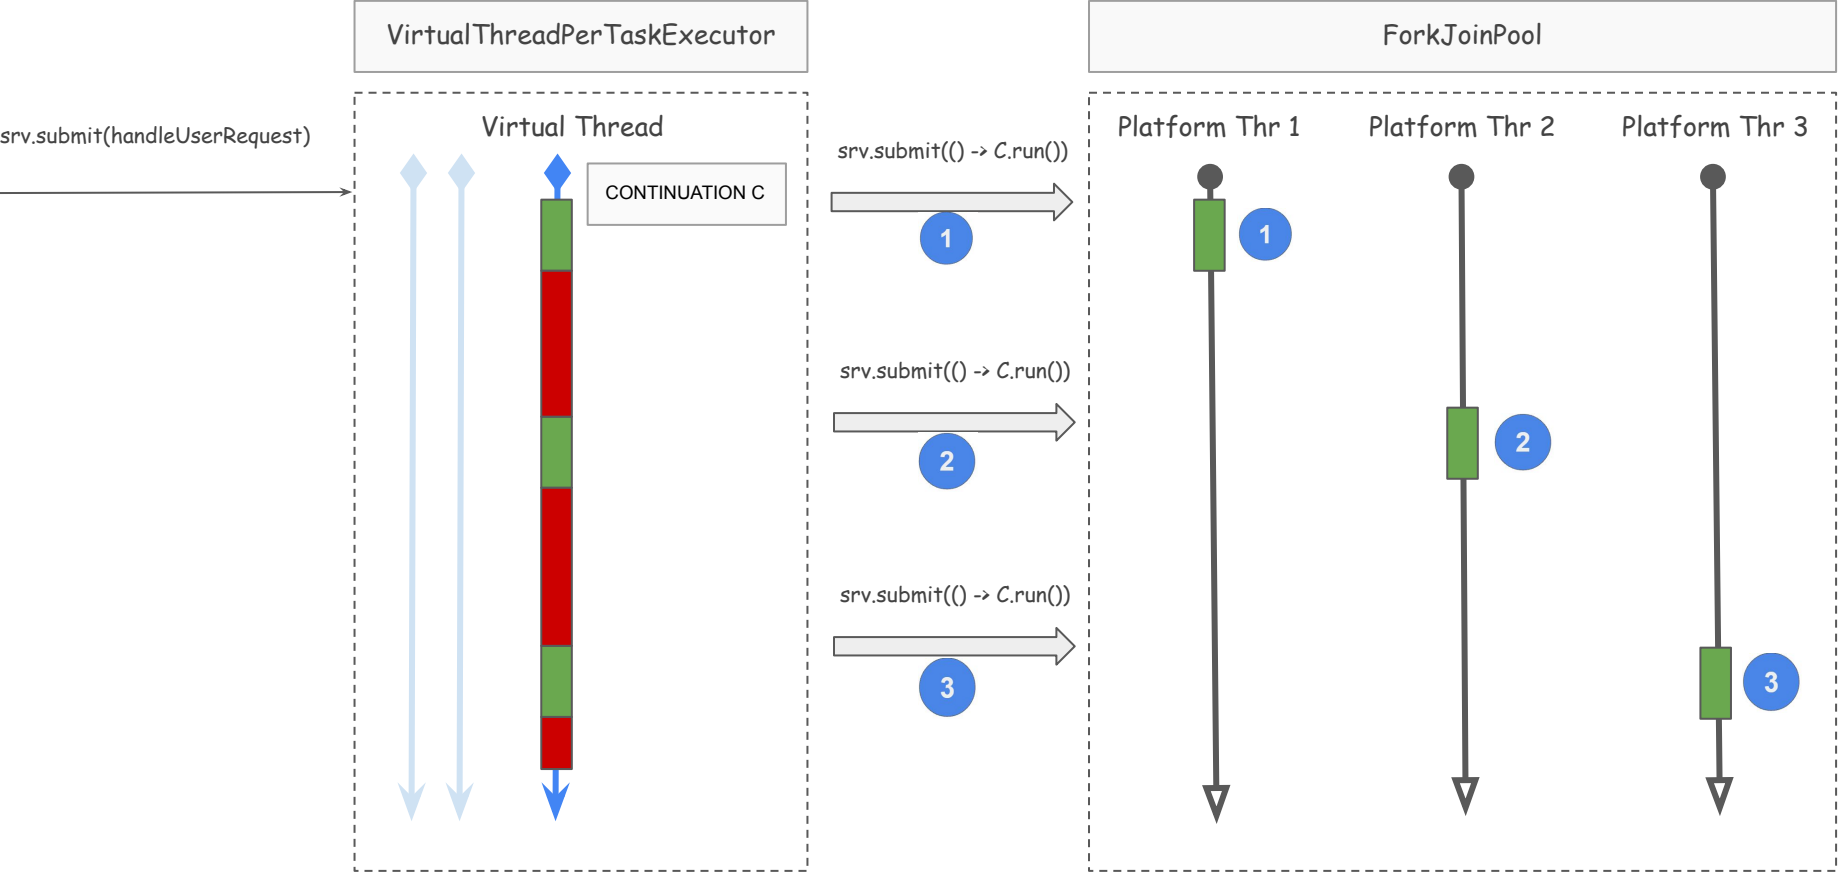 VirtualThreadPerTaskExecutor
ForkJoinPool
srv.submit(handleUserRequest)
Virtual Thread
CONTINUATION C
srv.submit(() -> C.run())
1
srv.submit(() -> C.run())
2
srv.submit(() -> C.run())
3
Platform Thr 1
Platform Thr 2
Platform Thr 3
1
2
3